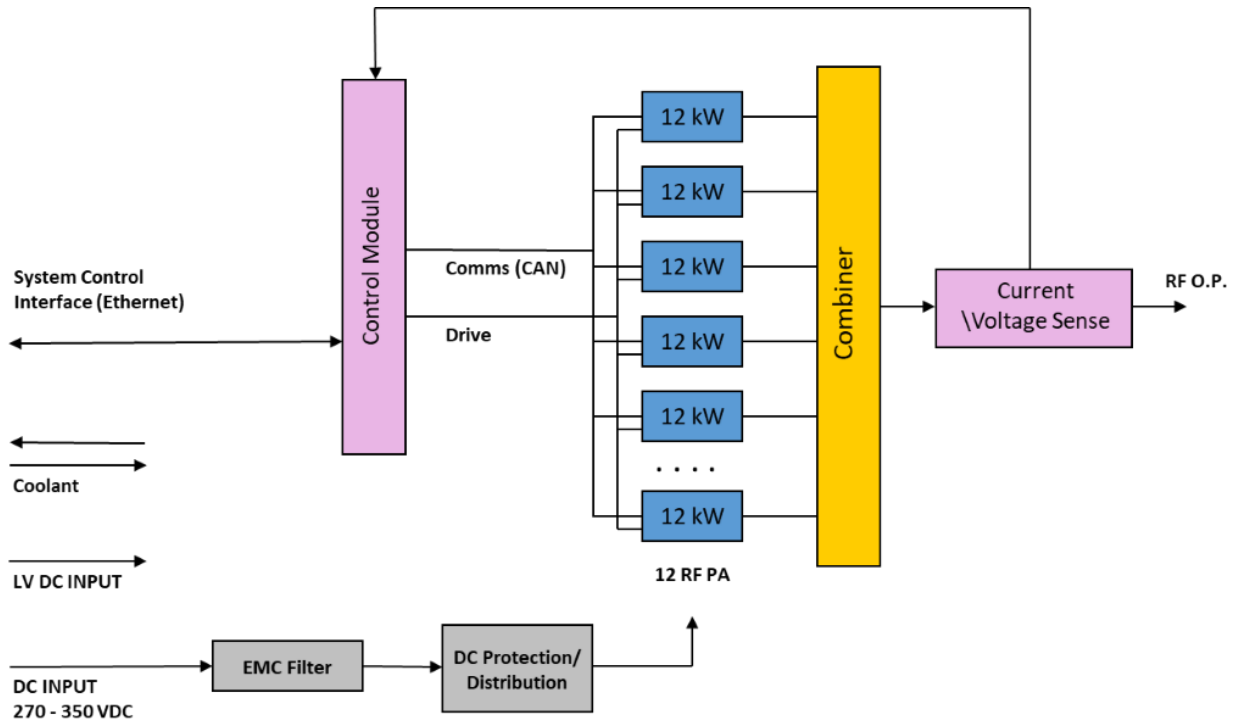 Control Module
12 kW
12 kW
12 kW
12 kW
12 kW
. . . .
12 kW
12 RF PA
Comms (CAN)
Drive
Combiner
Current
\Voltage Sense
RF O.P.
System Control
Interface (Ethernet)
Coolant
LV DC INPUT
DC INPUT
270 - 350 VDC
EMC Filter
DC Protection/
Distribution